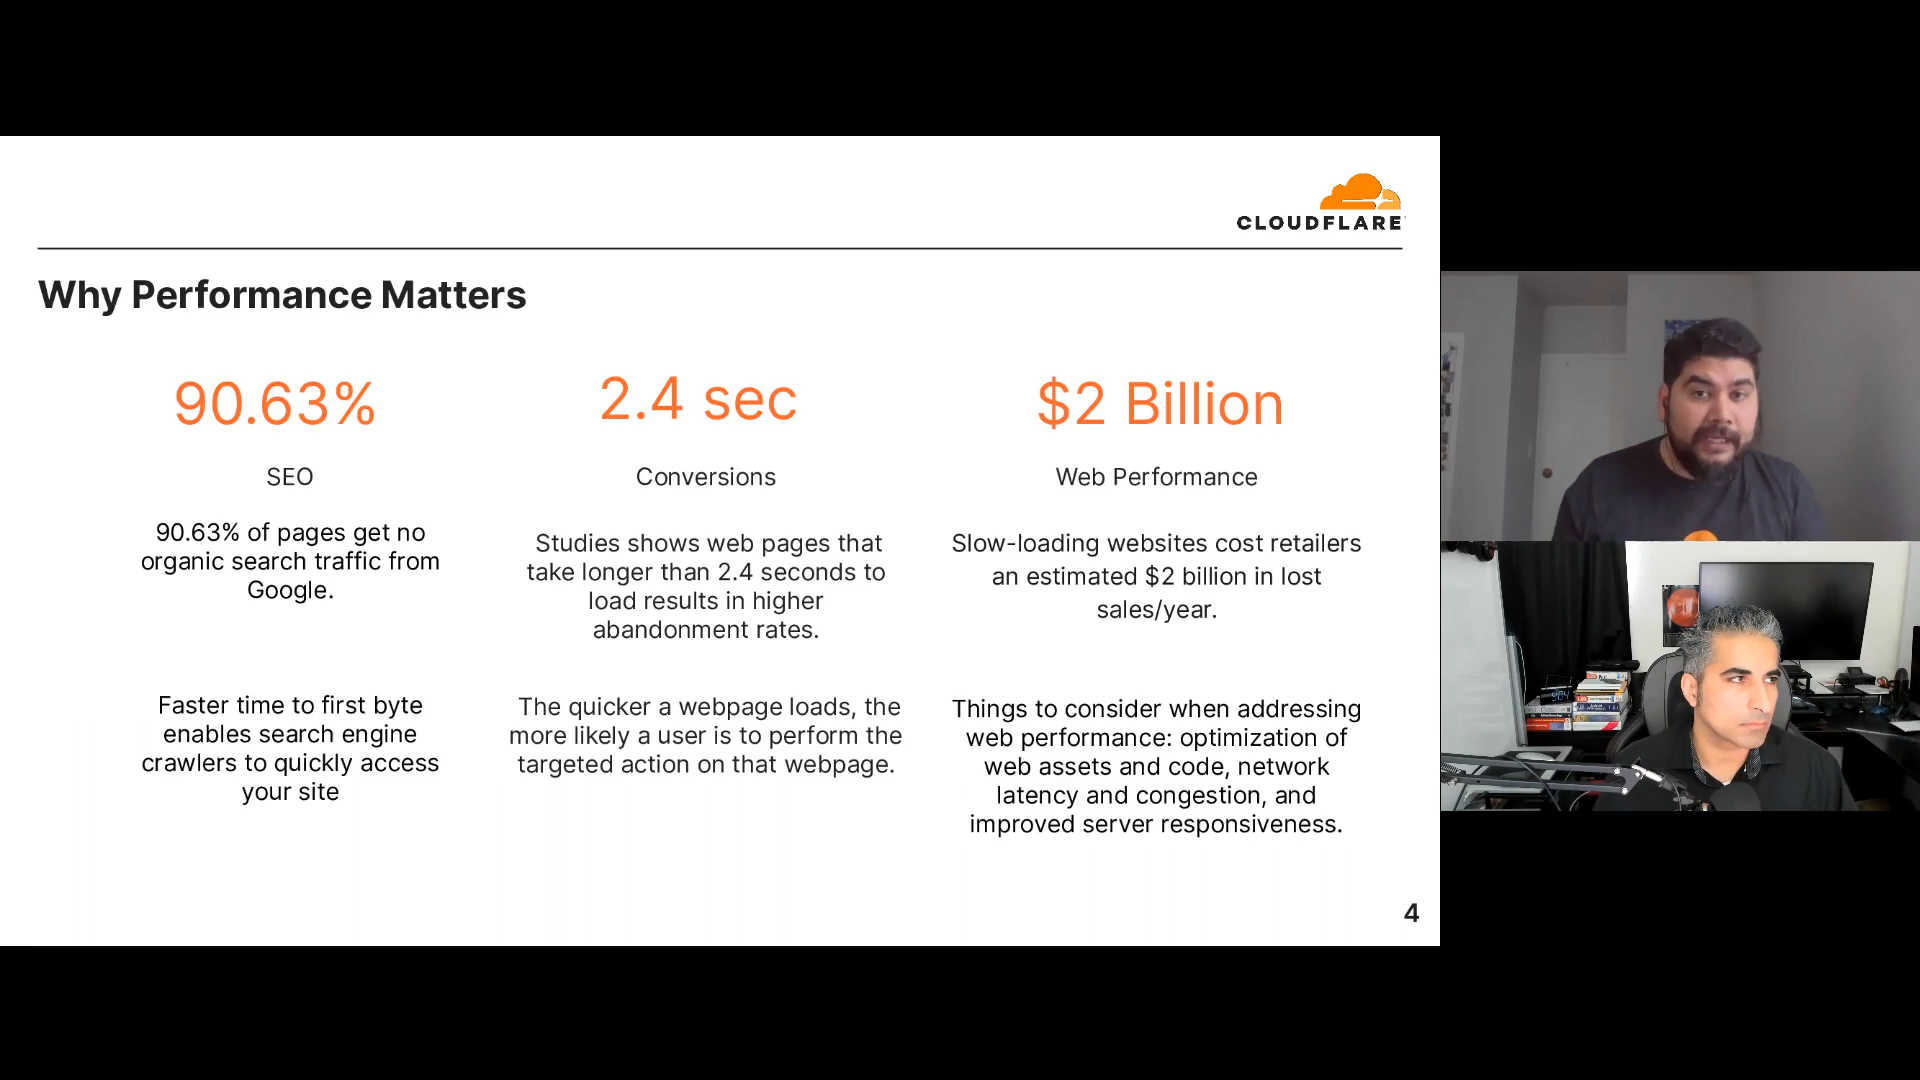 CLOUDFLARE
Why Performance Matters
90.63%
SEO
90.63% of pages get no
organic search traffic from
Google.
Faster time to first byte
enables search engine
crawlers to quickly access
your site
2.4 sec
Conversions
Studies shows web pages that
take longer than 2.4 seconds to
load results in higher
abandonment rates.
The quicker a webpage loads, the
more likely a user is to perform the
targeted action on that webpage.
$2 Billion
Web Performance
Slow-loading websites cost retailers
an estimated $2 billion in lost
sales/year.
Things to consider when addressing
web performance: optimization of
web assets and code, network
latency and congestion, and
improved server responsiveness.
4